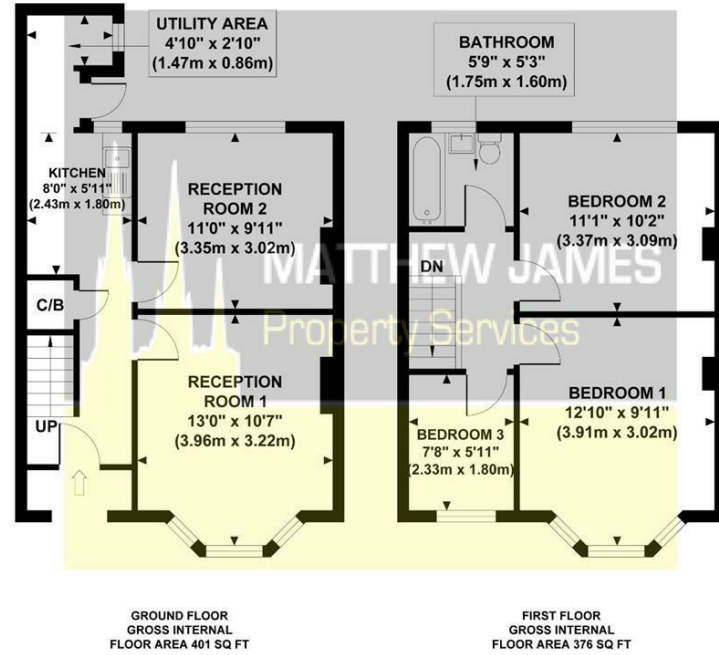 UTILITY AREA
4'10" x 2'10"
(1.47m x 0.86m)
BATHROOM
5'9" x 5'3"
(1.75m x 1.60m)
KITCHEN
8'0" x 5'11"
(2.43m x 1.80m)
RECEPTION
ROOM 2
11'0" x 9'11"
(3.35m x 3.02m)
BEDROOM 2
11'1" x 10'2"
(3.37m x 3.09m)
MATTHEW JAMES
Property Services
DN
C/B
UP
RECEPTION
ROOM 1
13'0" x 10'7"
(3.96m x 3.22m)
BEDROOM 3
7'8" x 5'11"
(2.33m x 1.80m)
BEDROOM 1
12'10" x 9'11"
(3.91m x 3.02m)
GROUND FLOOR
GROSS INTERNAL
FLOOR AREA 401 SQ FT
FIRST FLOOR
GROSS INTERNAL
FLOOR AREA 376 SQ FT